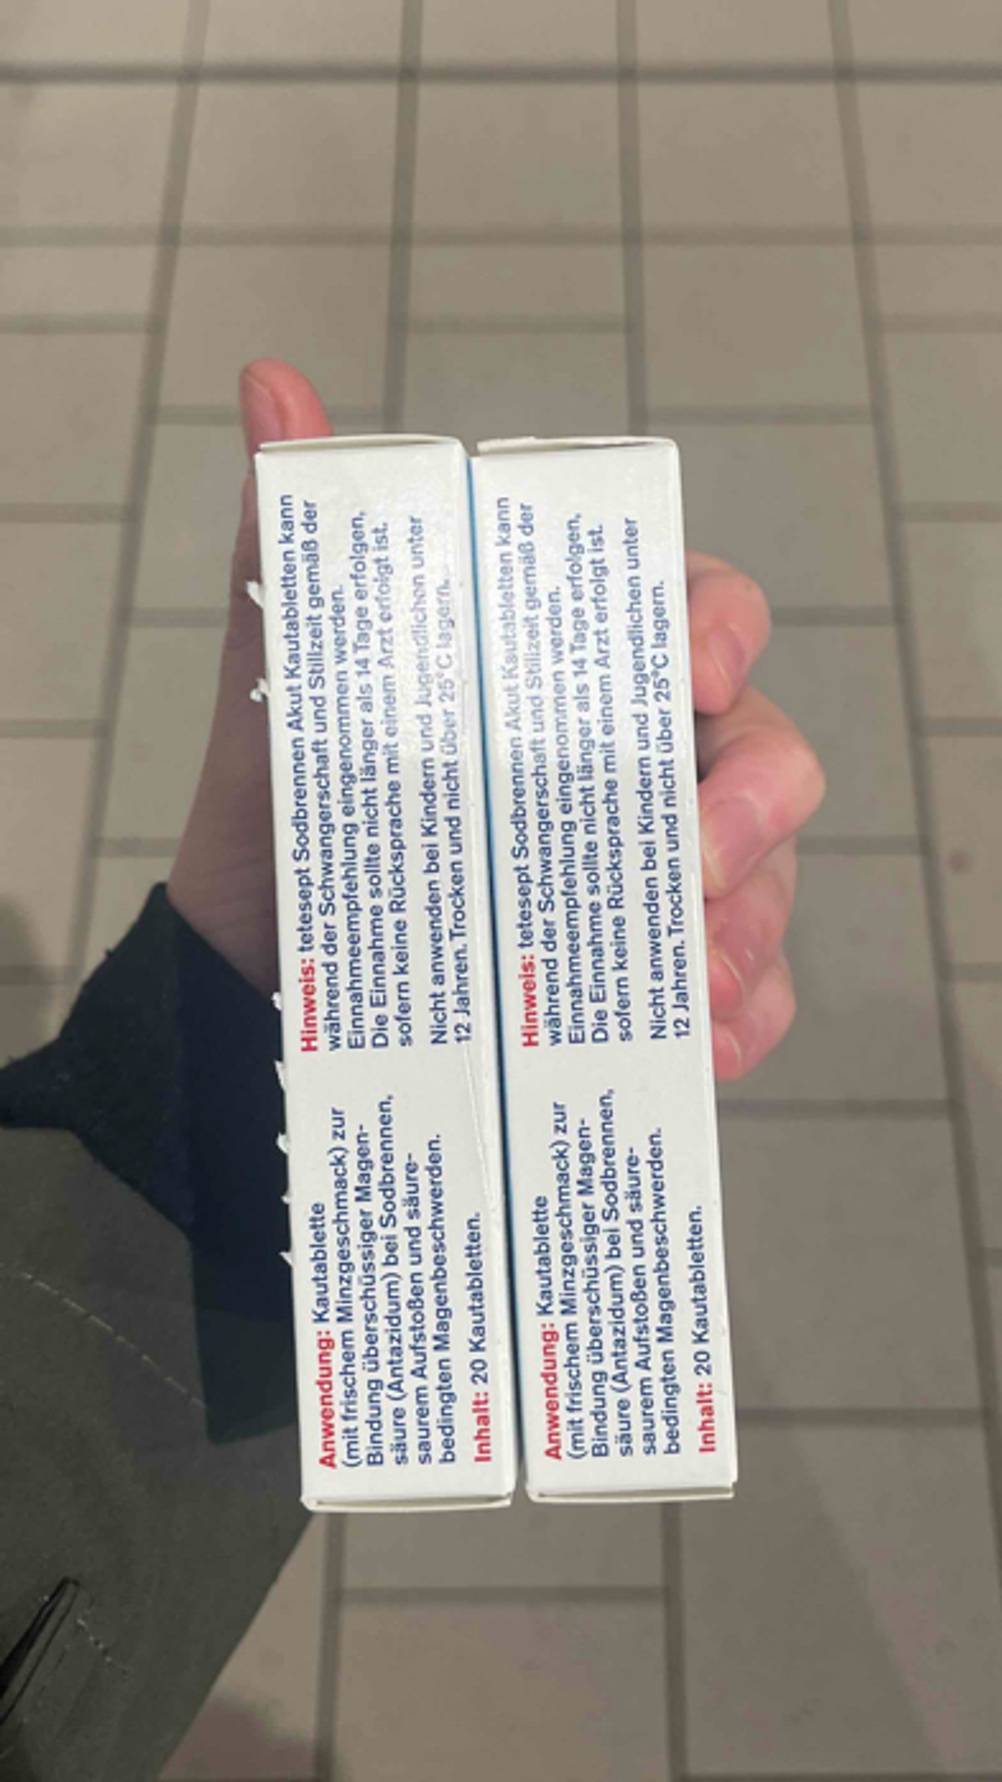 Anwendung: Kautablette
(mit frischem Minzgeschmack) zur
Bindung überschüssiger Magen-
säure (Antazidum) bei Sodbrennen,
saurem Aufstoßen und säure-
bedingten Magenbeschwerden.
Inhalt: 20 Kautabletten.
Hinweis: tetesept Sodbrennen Akut Kautabletten kann
während der Schwangerschaft und Stillzeit gemäß der
Einnahmeempfehlung eingenommen werden.
Die Einnahme sollte nicht länger als 14 Tage erfolgen,
sofern keine Rücksprache mit einem Arzt erfolgt ist.
Nicht anwenden bei Kindern und Jugendlichen unter
12 Jahren. Trocken und nicht über 25°C lagern.
Anwendung: Kautablette
(mit frischem Minzgeschmack) zur
Bindung überschüssiger Magen-
säure (Antazidum) bei Sodbrennen,
saurem Aufstoßen und säure-
bedingten Magenbeschwerden.
Inhalt: 20 Kautabletten.
Hinweis: tetesept Sodbrennen Akut Kautabletten kann
während der Schwangerschaft und Stillzeit gemäß der
Einnahmeempfehlung eingenommen werden.
Die Einnahme sollte nicht länger als 14 Tage erfolgen,
sofern keine Rücksprache mit einem Arzt erfolgt ist.
Nicht anwenden bei Kindern und Jugendlichen unter
12 Jahren. Trocken und nicht über 25°C lagern.